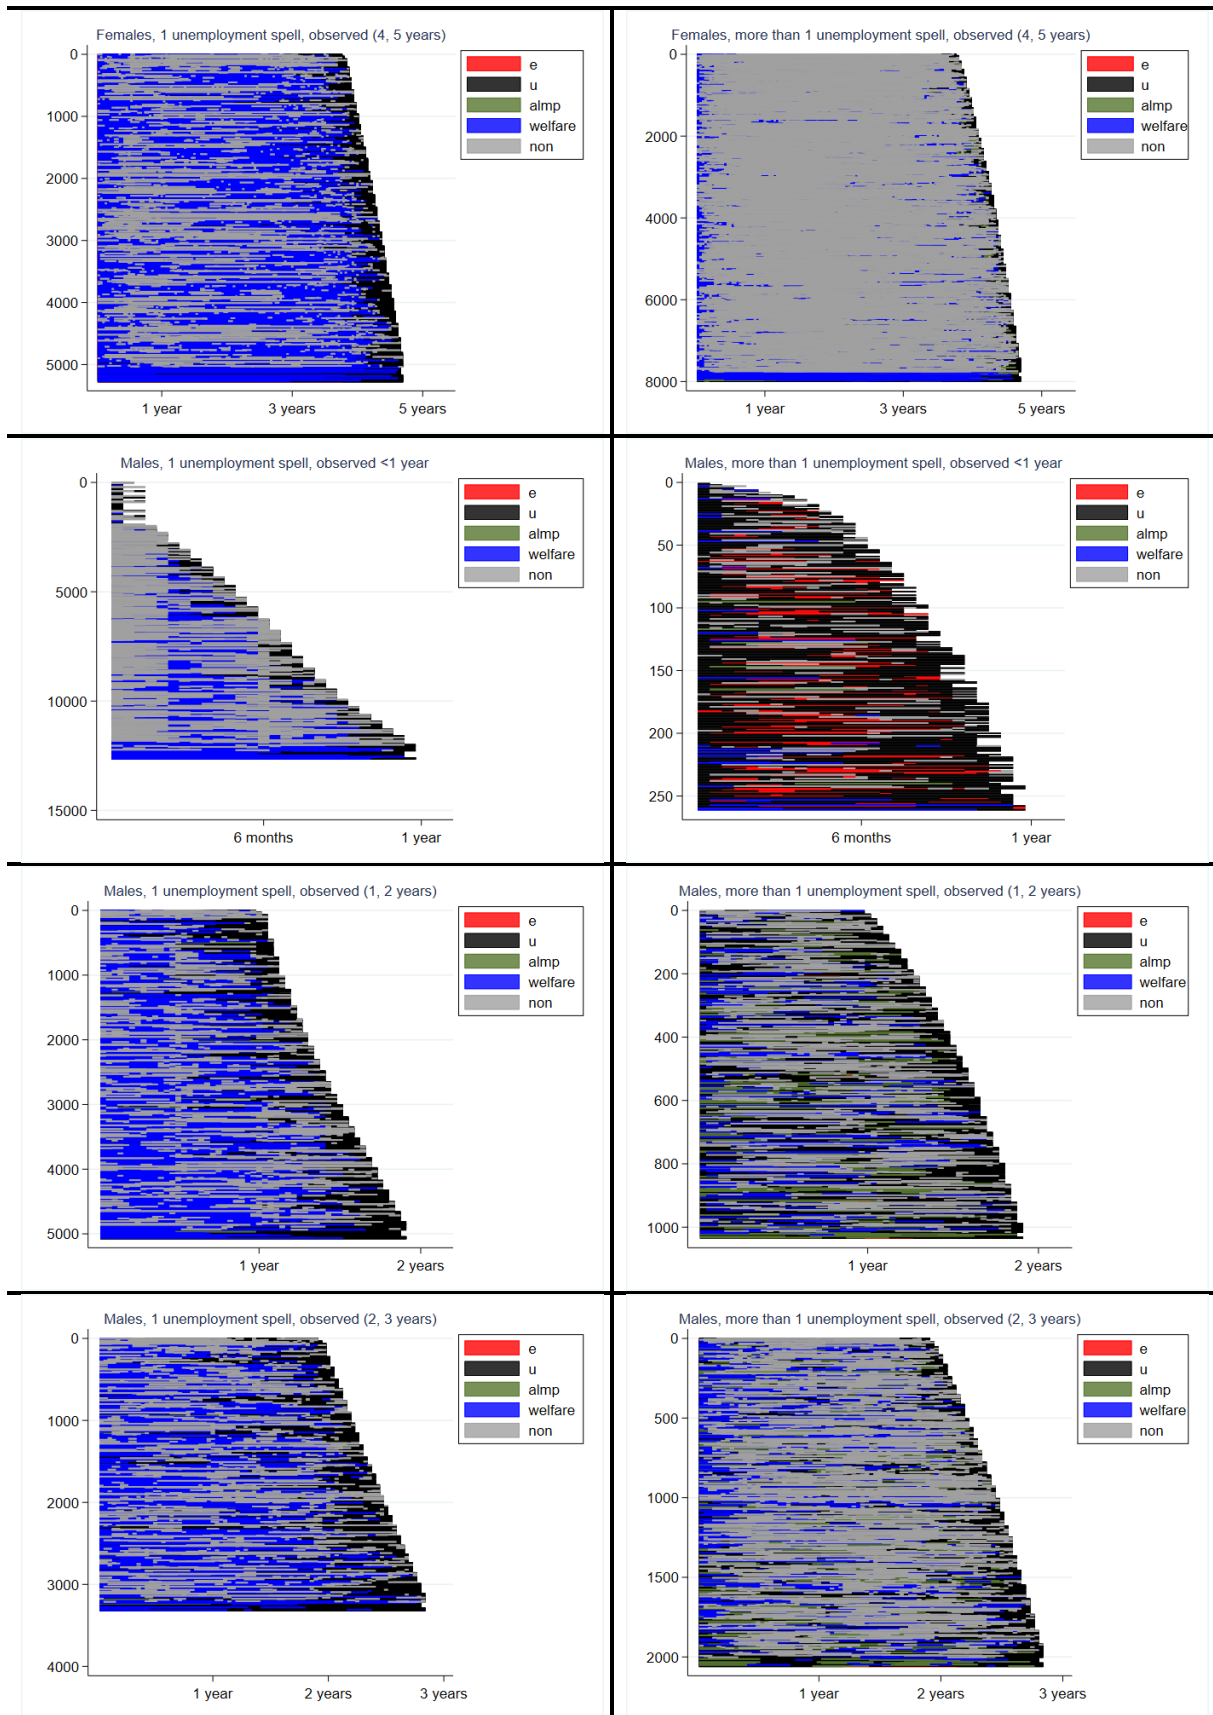 Females, 1 unemployment spell, observed (4, 5 years)
0
1000
2000
3000
4000
5000
1 year
3 years
5 years
e
u
almp
welfare
non
Females, more than 1 unemployment spell, observed (4, 5 years)
0
2000
4000
6000
8000
1 year
3 years
5 years
e
u
almp
welfare
non
Males, 1 unemployment spell, observed <1 year
0
5000
10000
15000
6 months
1 year
e
u
almp
welfare
non
Males, more than 1 unemployment spell, observed <1 year
0
50
100
150
200
250
6 months
1 year
e
u
almp
welfare
non
Males, 1 unemployment spell, observed (1, 2 years)
0
1000
2000
3000
4000
5000
1 year
2 years
e
u
almp
welfare
non
Males, more than 1 unemployment spell, observed (1, 2 years)
0
200
400
600
800
1000
1 year
2 years
e
u
almp
welfare
non
Males, 1 unemployment spell, observed (2, 3 years)
0
1000
2000
3000
4000
1 year
2 years
3 years
e
u
almp
welfare
non
Males, more than 1 unemployment spell, observed (2, 3 years)
0
500
1000
1500
2000
1 year
2 years
3 years
e
u
almp
welfare
non